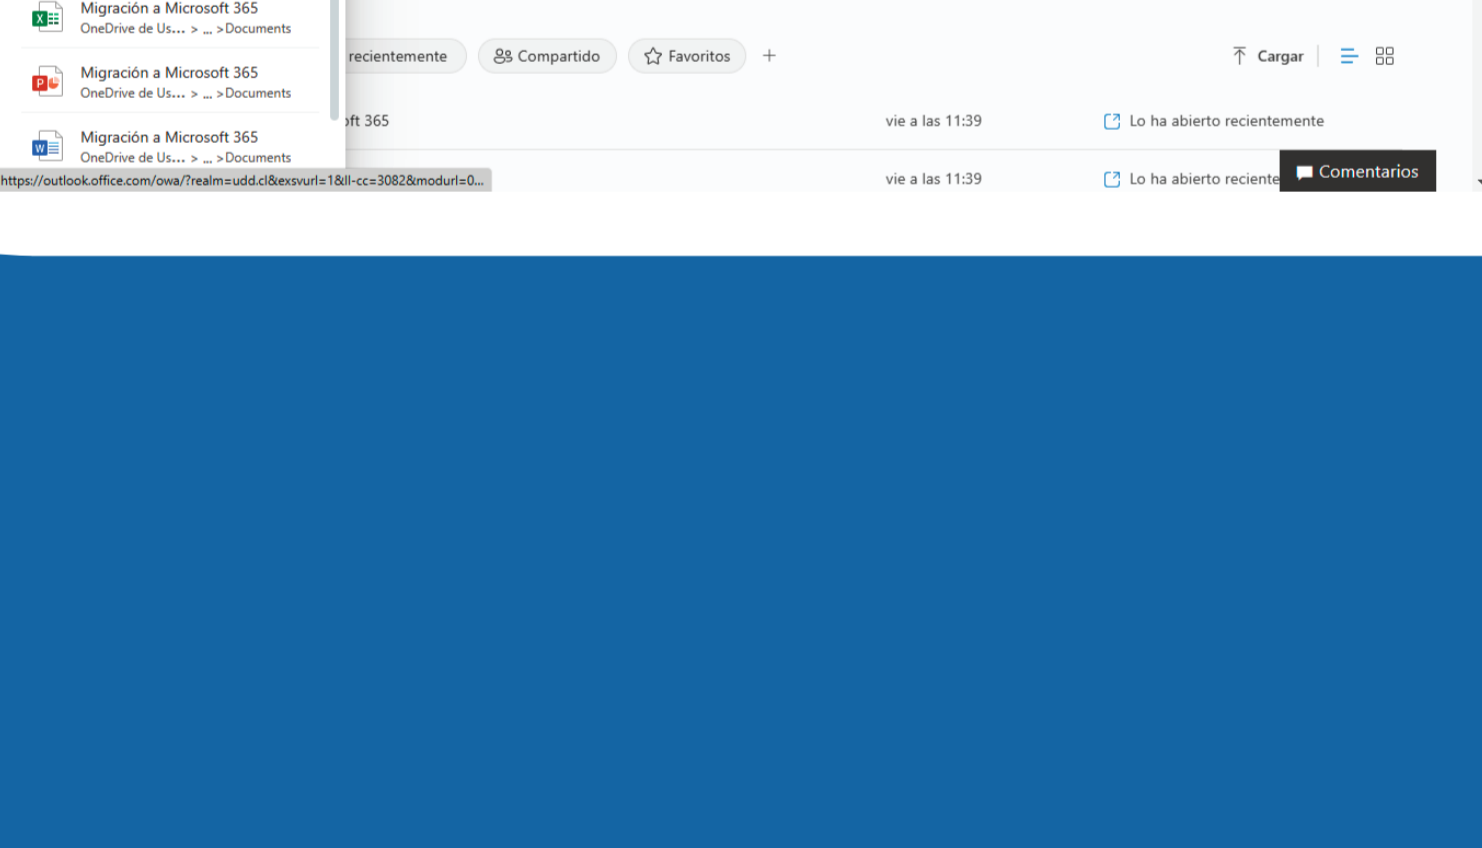 Migración a Microsoft 365
OneDrive de Us... > ... >Documents
Migración a Microsoft 365
OneDrive de Us... > ... >Documents
Migración a Microsoft 365
OneDrive de Us... > ... >Documents
https://outlook.office.com/owa/?realm=udd.cl&exsvurl=1&ll-cc=3082&modurl=0...
recientemente
Compartido
Favoritos
+
Cargar
oft 365
vie a las 11:39
Lo ha abierto recientemente
vie a las 11:39
Lo ha abierto reciente
Comentarios